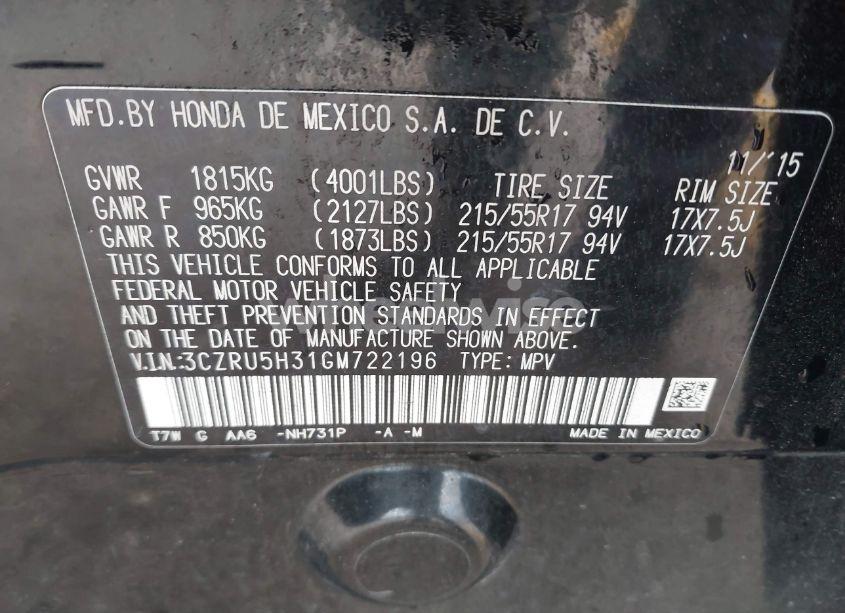 MFD.BY HONDA DE MEXICO S.A. DE C.V.
11/'15
GVWR 1815KG (4001LBS) TIRE SIZE RIM SIZE
GAWR F 965KG (2127LBS) 215/55R17 94V 17X7.5J
GAWR R 850KG (1873LBS) 215/55R17 94V 17X7.5J
THIS VEHICLE CONFORMS TO ALL APPLICABLE
FEDERAL MOTOR VEHICLE SAFETY
AND THEFT PREVENTION STANDARDS IN EFFECT
ON THE DATE OF MANUFACTURE SHOWN ABOVE.
V.I.N:3CZRU5H31GM722196 TYPE: MPV
T7W G AA6 -NH731P -A -M MADE IN MEXICO